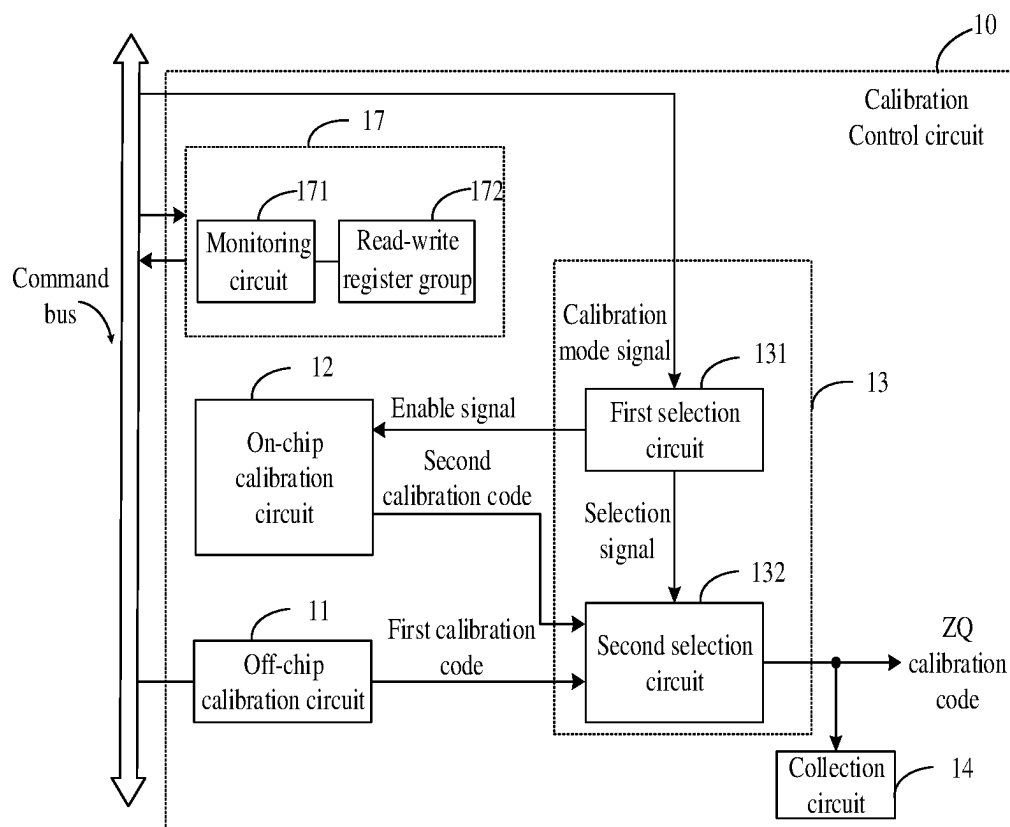 10
Calibration
Control circuit
17
171
172
Monitoring
circuit
Read-write
register group
Command
bus
Calibration
mode signal
131
13
12
Enable signal
First selection
circuit
On-chip
calibration
circuit
Second
calibration code
Selection
signal
132
11
First calibration
code
Off-chip
calibration circuit
Second selection
circuit
ZQ
calibration
code
Collection
circuit
14